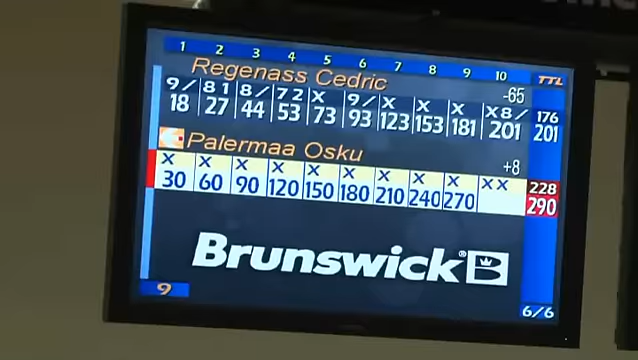 1 2 3 4 5 6 7 8 9 10 TTL
Regenass Cedric -65
9/ 81 8/ 72 X 9/ X X X X8/ 176
18 27 44 53 73 93 123 153 181 201 201
Palermaa Osku +8
X X X X X X X X X XX 228
30 60 90 120 150 180 210 240 270 290
Brunswick® B
9 6/6